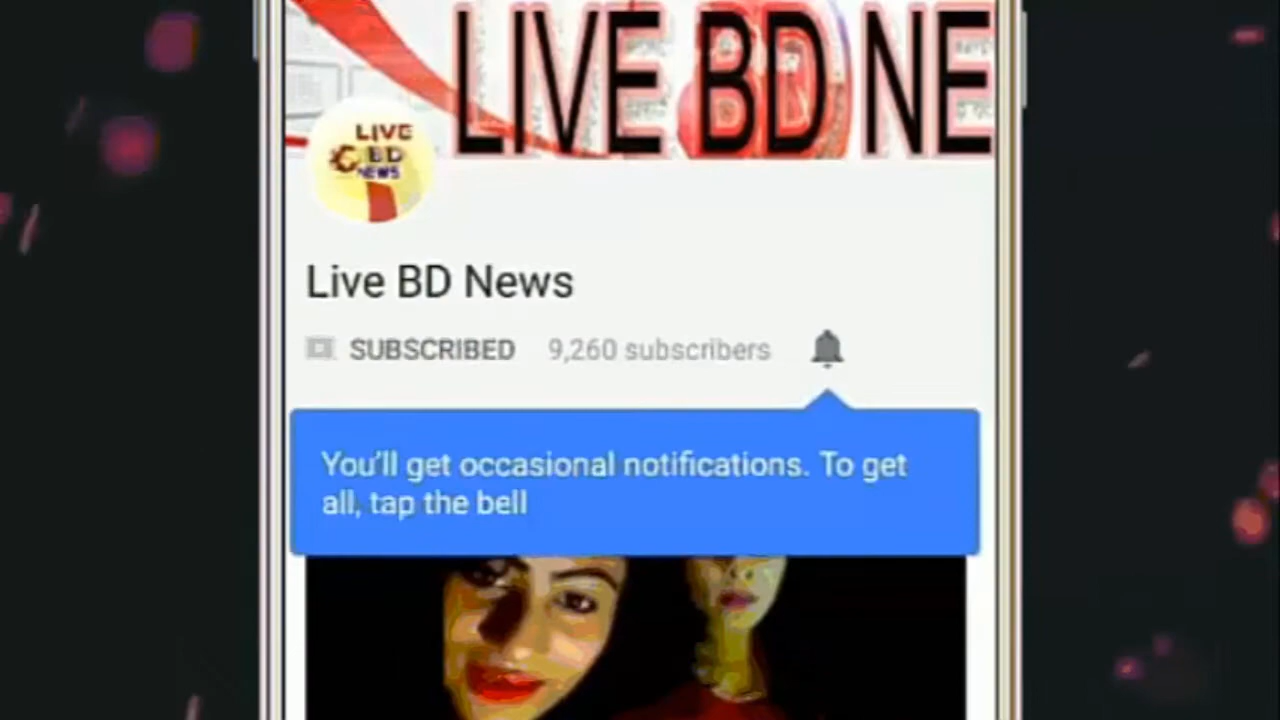 LIVE BD NE
LIVE
BD
NEWS
Live BD News
SUBSCRIBED 9,260 subscribers
You'll get occasional notifications. To get
all, tap the bell